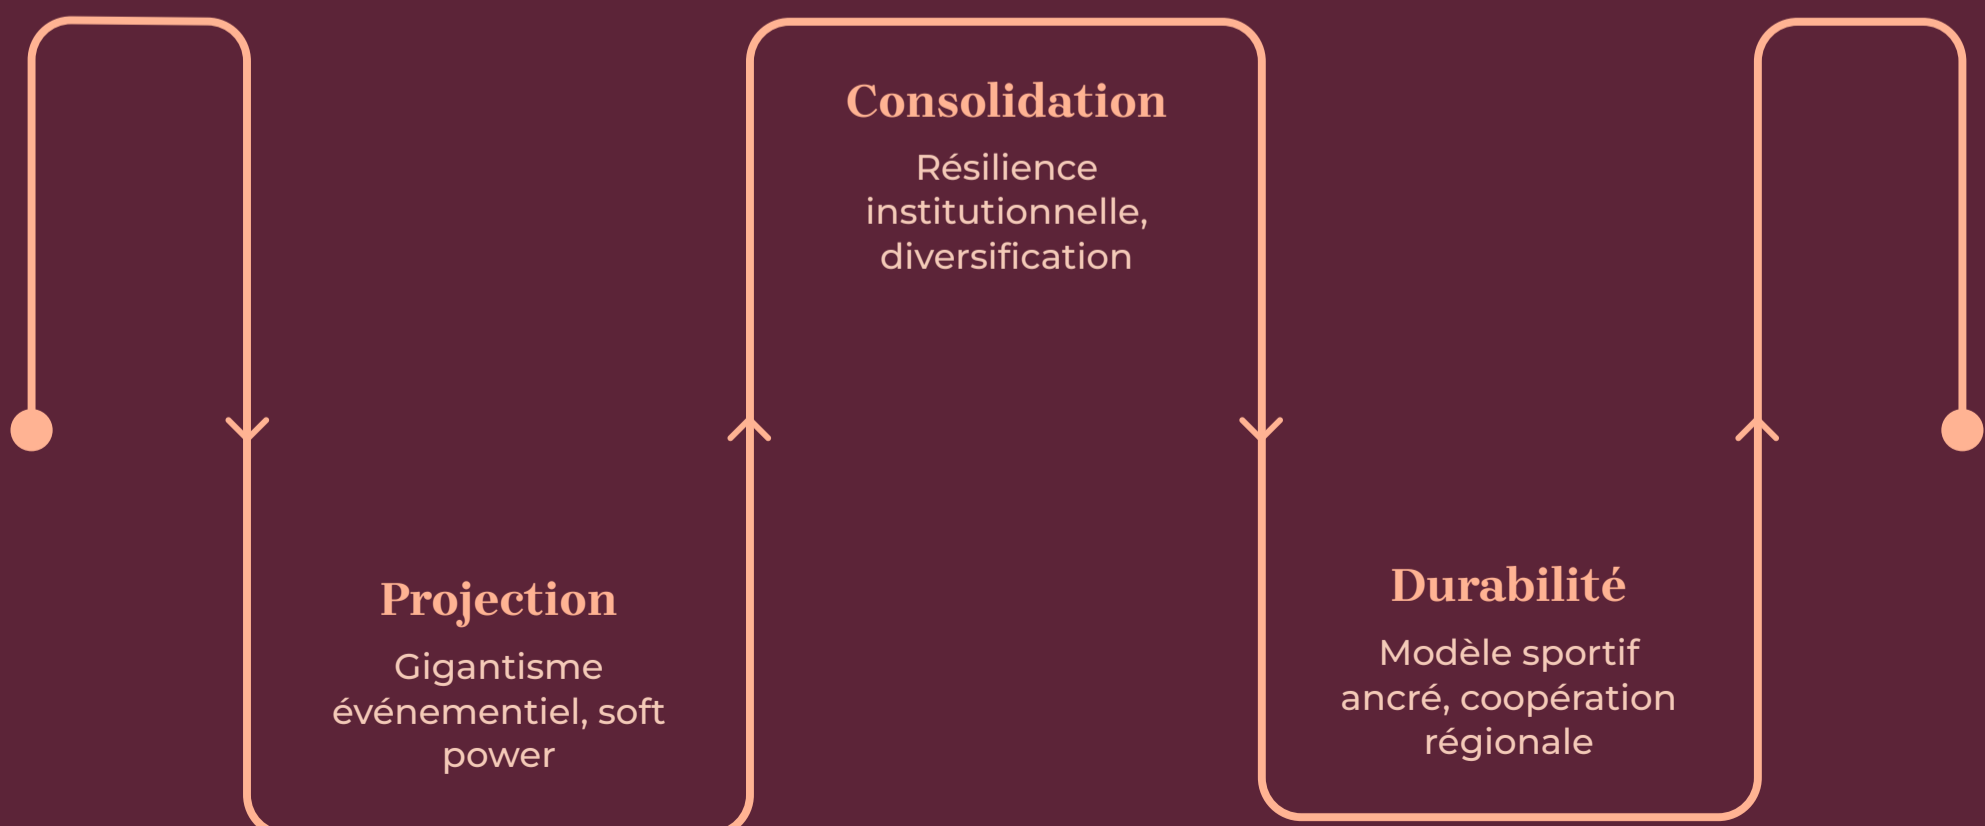 Projection
Gigantisme
événementiel, soft
power
Consolidation
Résilience
institutionnelle,
diversification
Durabilité
Modèle sportif
ancré, coopération
régionale